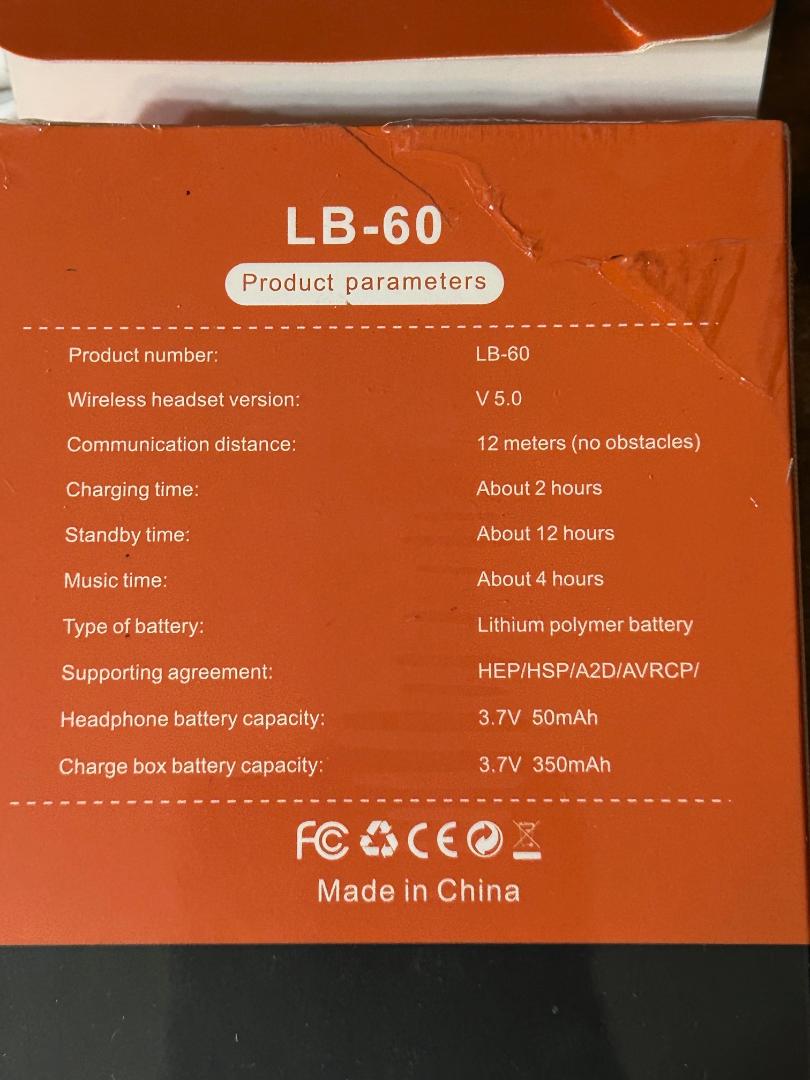 LB-60
Product parameters
Product number: LB-60
Wireless headset version: V 5.0
Communication distance: 12 meters (no obstacles)
Charging time: About 2 hours
Standby time: About 12 hours
Music time: About 4 hours
Type of battery: Lithium polymer battery
Supporting agreement: HEP/HSP/A2D/AVRCP/
Headphone battery capacity: 3.7V 50mAh
Charge box battery capacity: 3.7V 350mAh
FC CE
Made in China